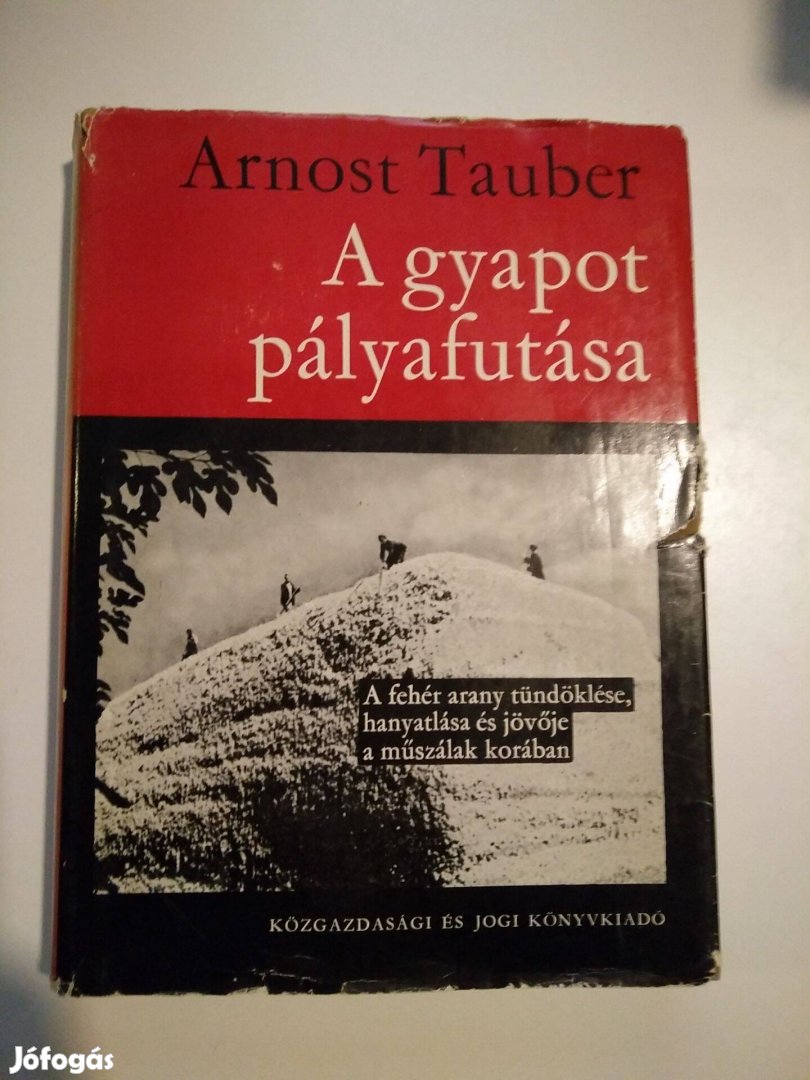 Arnost Tauber
A gyapot
pályafutása
A fehér arany tündöklése,
hanyatlása és jövője
a műszálak korában
KÖZGAZDASÁGI ÉS JOGI KÖNYVKIADÓ
Jófogás